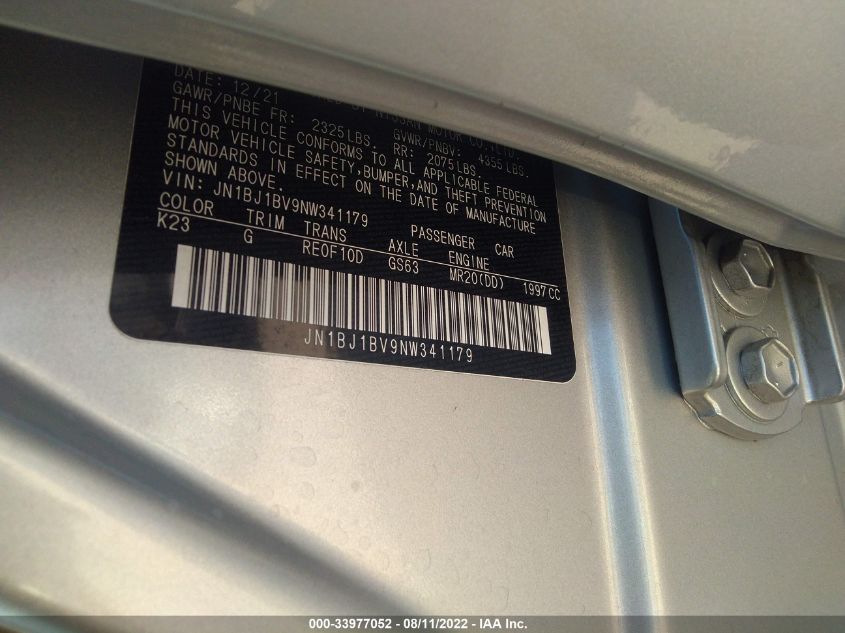 DATE: 12/21
NISSAN MOTOR CO.,LTD.
GAWR/PNBE FR: 2325LBS. GVWR/PNBV: 4355LBS.
RR: 2075LBS.
THIS VEHICLE CONFORMS TO ALL APPLICABLE FEDERAL
MOTOR VEHICLE SAFETY,BUMPER,AND THEFT PREVENTION
STANDARDS IN EFFECT ON THE DATE OF MANUFACTURE
SHOWN ABOVE.
VIN: JN1BJ1BV9NW341179 PASSENGER CAR
COLOR TRIM TRANS AXLE ENGINE
K23 G RE0F10D GS63 MR20(DD) 1997CC
JN1BJ1BV9NW341179
000-33977052 - 08/11/2022 - IAA Inc.